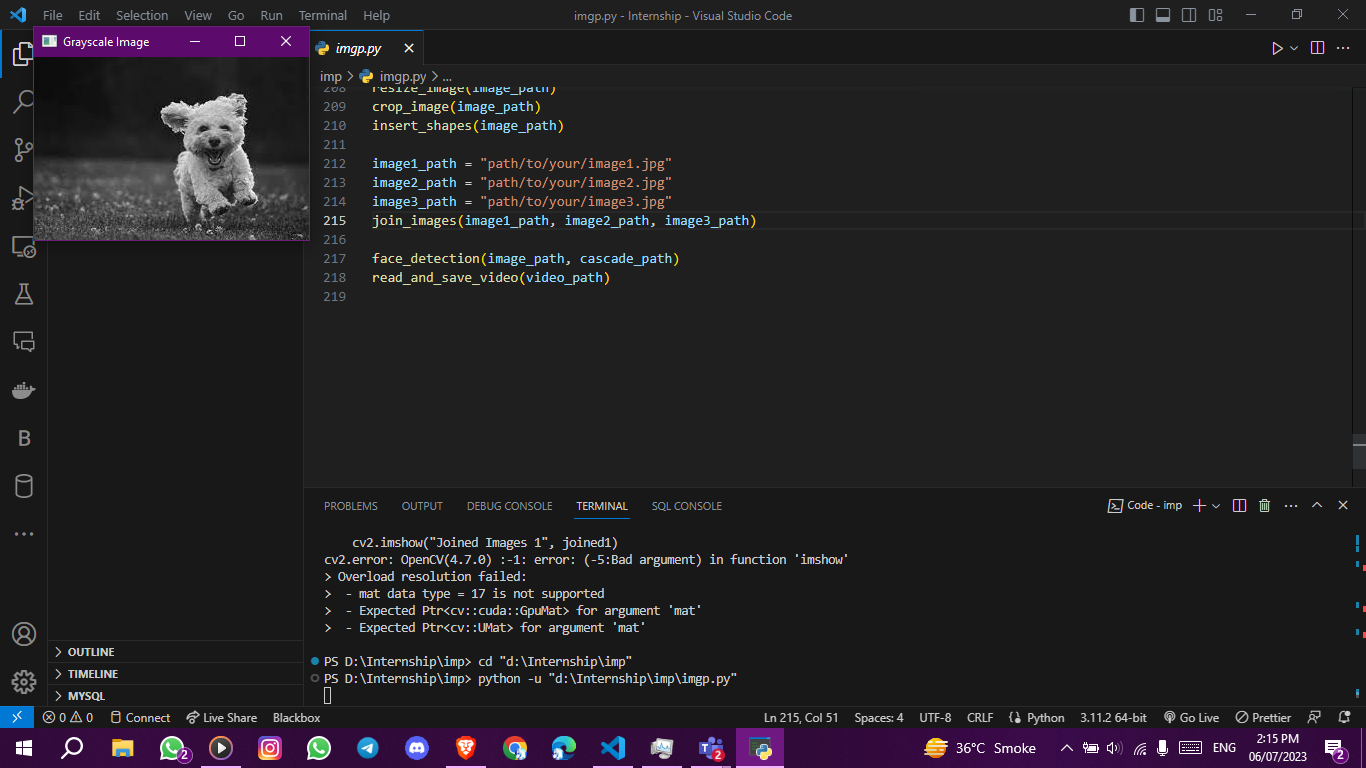 File Edit Selection View Go Run Terminal Help
imgp.py - Internship - Visual Studio Code
Grayscale Image
imgp.py
imp > imgp.py > ...
208 resize_image(image_path)
209 crop_image(image_path)
210 insert_shapes(image_path)
211
212 image1_path = "path/to/your/image1.jpg"
213 image2_path = "path/to/your/image2.jpg"
214 image3_path = "path/to/your/image3.jpg"
215 join_images(image1_path, image2_path, image3_path)
216
217 face_detection(image_path, cascade_path)
218 read_and_save_video(video_path)
219
B
PROBLEMS OUTPUT DEBUG CONSOLE TERMINAL SQL CONSOLE
Code - imp
cv2.imshow("Joined Images 1", joined1)
cv2.error: OpenCV(4.7.0) :-1: error: (-5:Bad argument) in function 'imshow'
> Overload resolution failed:
>  - mat data type = 17 is not supported
>  - Expected Ptr<cv::cuda::GpuMat> for argument 'mat'
>  - Expected Ptr<cv::UMat> for argument 'mat'
PS D:\Internship\imp> cd "d:\Internship\imp"
PS D:\Internship\imp> python -u "d:\Internship\imp\imgp.py"
OUTLINE
TIMELINE
MYSQL
0 0 Connect Live Share Blackbox
Ln 215, Col 51 Spaces: 4 UTF-8 CRLF Python 3.11.2 64-bit Go Live Prettier
2
2
36°C Smoke
ENG
2:15 PM
06/07/2023
2